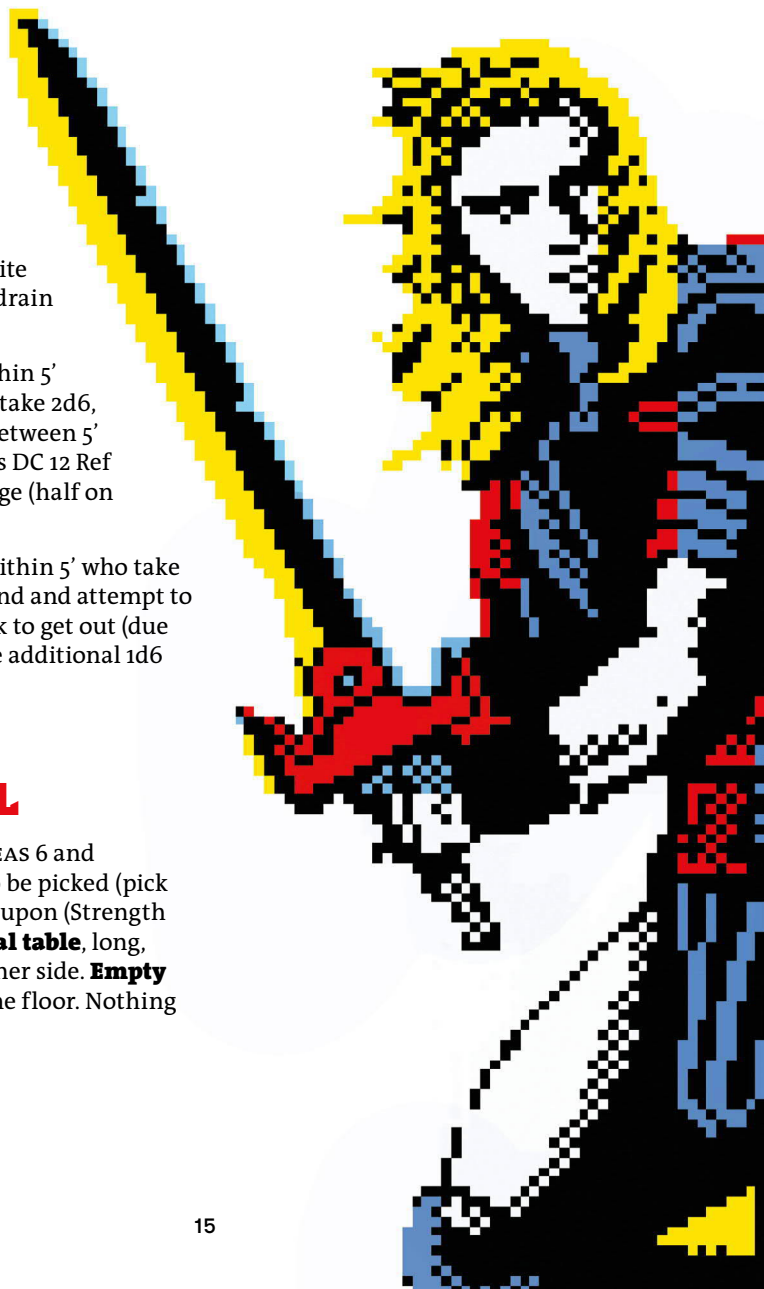 ite
drain
hin 5’
take 2d6,
etween 5’
s DC 12 Ref
ge (half on
ithin 5’ who take
nd and attempt to
k to get out (due
e additional 1d6
L
EAS 6 and
be picked (pick
upon (Strength
al table, long,
her side. Empty
he floor. Nothing
15